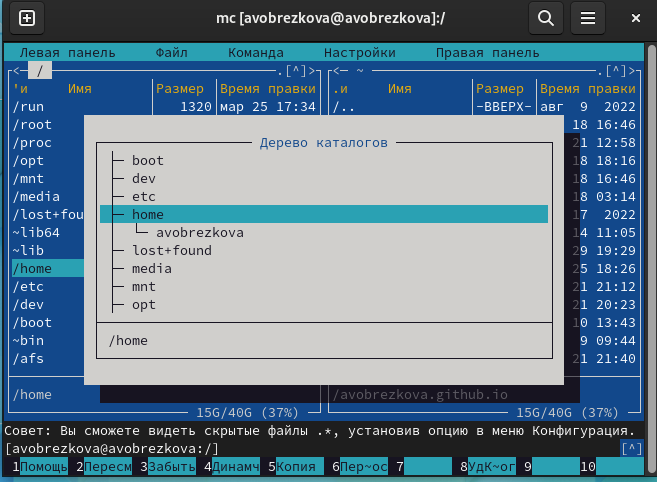 mc [avobrezkova@avobrezkova]:/
Левая панель Файл Команда Настройки Правая панель
<─ / .[^]> <─ ~ .[^]>
'и Имя Размер Время правки .и Имя Размер Время правки
/run 1320 мар 25 17:34 /.. -ВВЕРХ- авг 9 2022
/root 18 16:46
/proc 21 12:58
/opt 18 18:16
/mnt 18 16:46
/media 18 03:14
/lost+fou 17 2022
~lib64 14 11:05
~lib 29 19:29
/home 25 18:26
/etc 21 21:12
/dev 21 20:23
/boot 10 13:43
~bin 9 09:44
/afs 21 21:40
Дерево каталогов
boot
dev
etc
home
avobrezkova
lost+found
media
mnt
opt
/home
/home /avobrezkova.github.io
15G/40G (37%) 15G/40G (37%)
Совет: Вы сможете видеть скрытые файлы .*, установив опцию в меню Конфигурация.
[avobrezkova@avobrezkova:/] [^]
1Помощь 2Пересм 3Забыть 4Динамч 5Копия 6Пер~ос 7 8УдК~ог 9 10